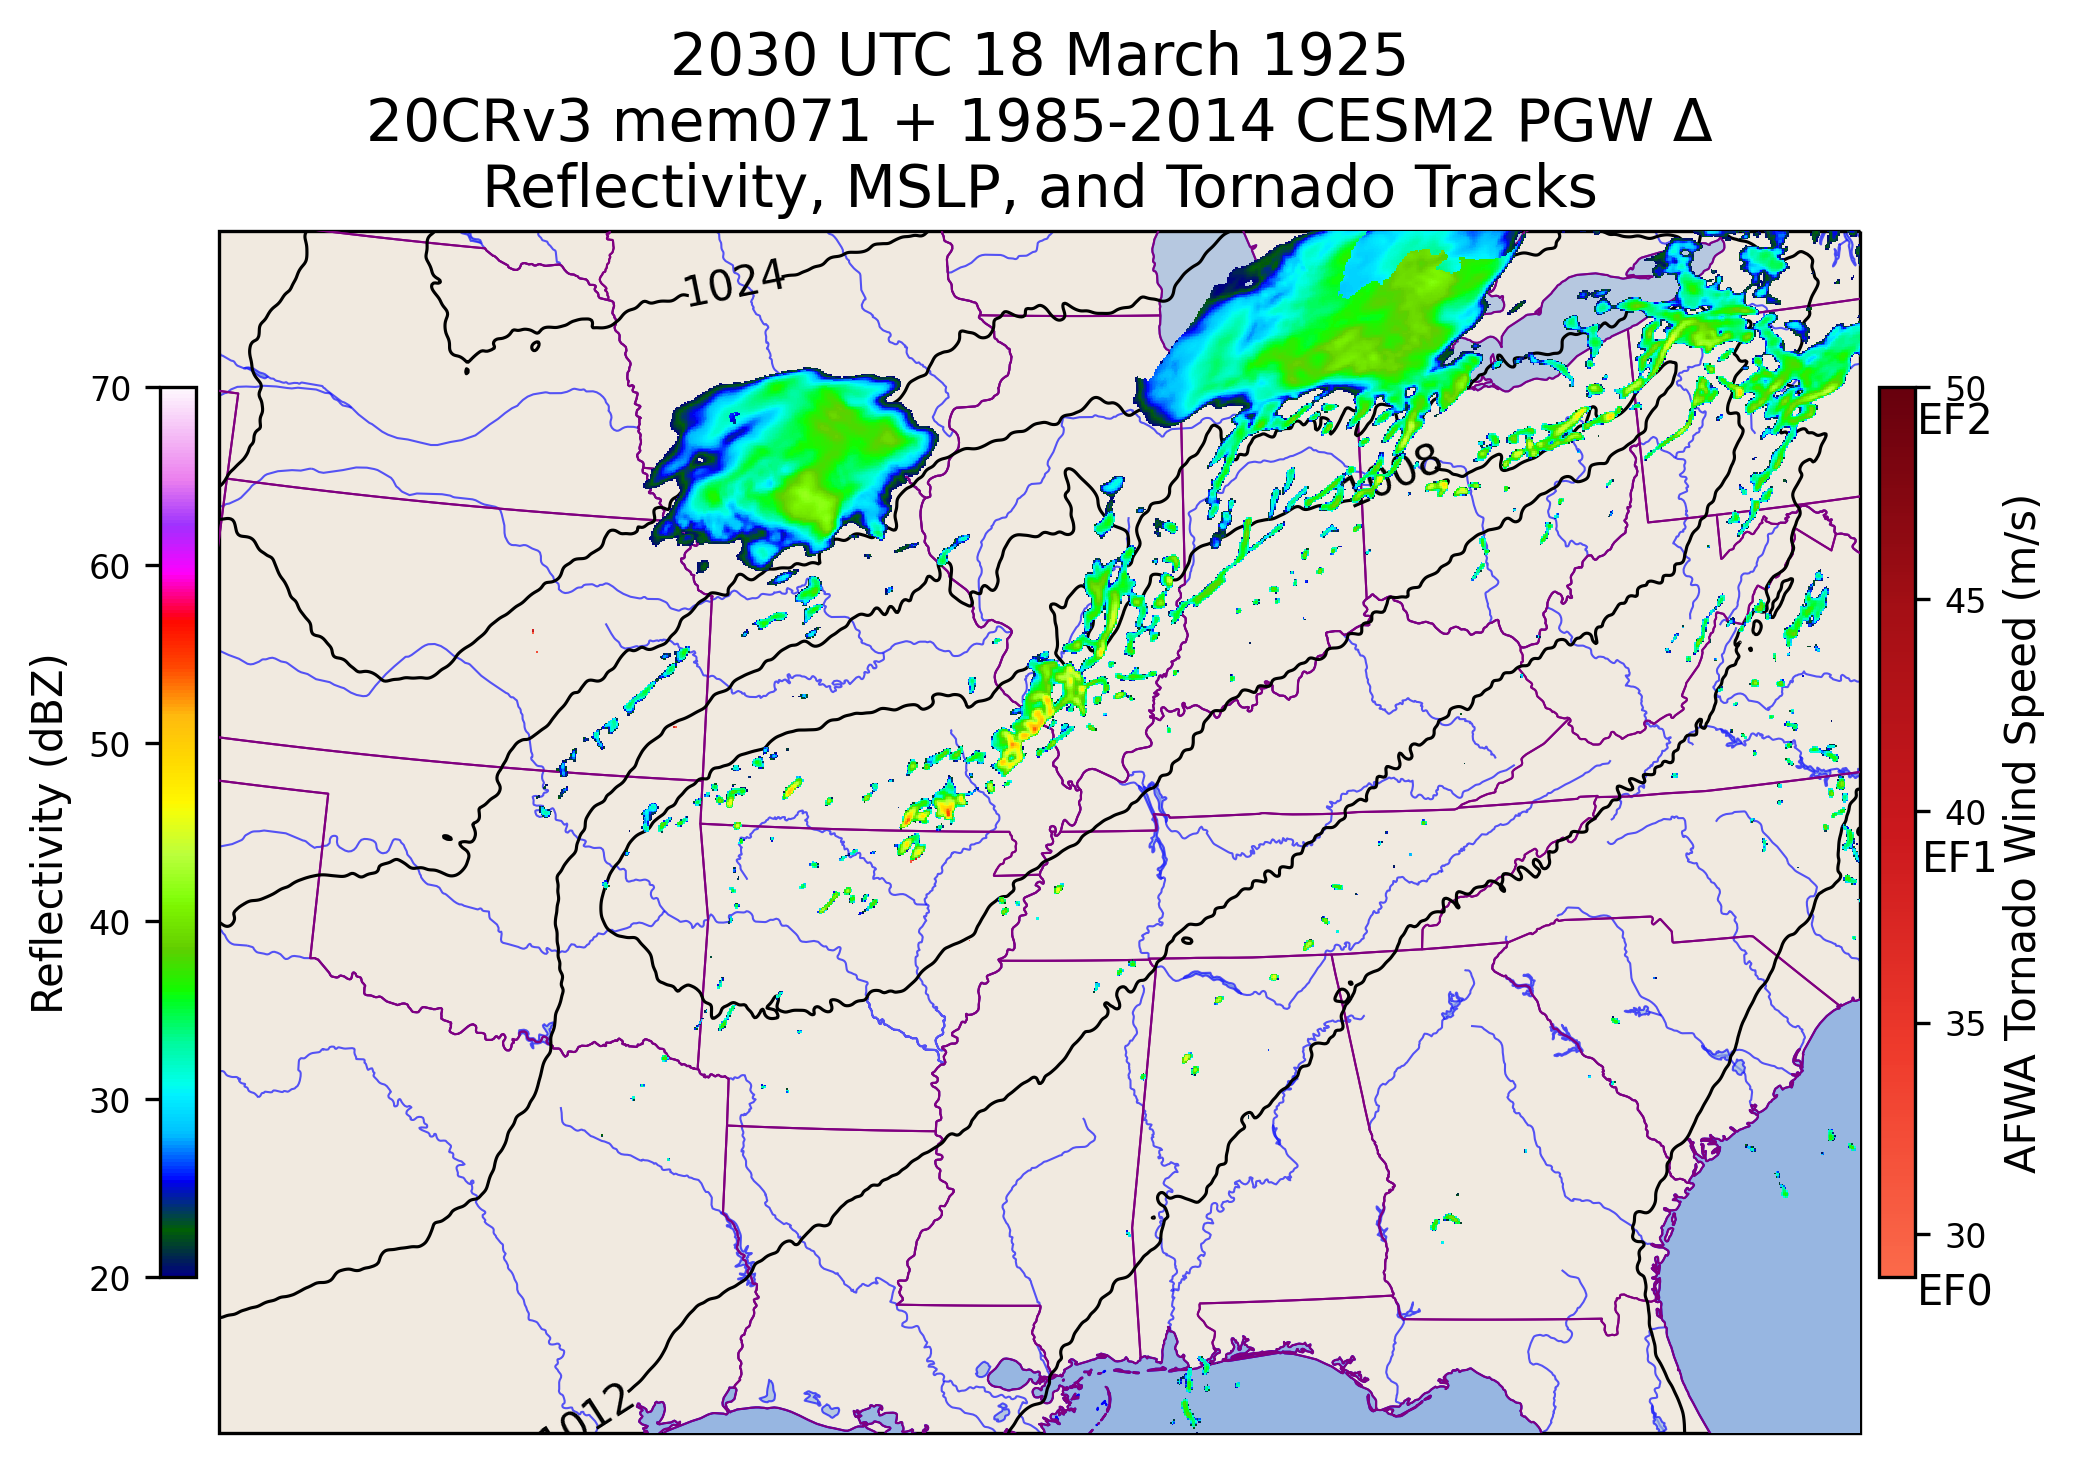 2030 UTC 18 March 1925
20CRv3 mem071 + 1985-2014 CESM2 PGW Δ
Reflectivity, MSLP, and Tornado Tracks
1024
1008
1012
Reflectivity (dBZ)
70
60
50
40
30
20
50
EF2
45
40
EF1
35
30
EF0
AFWA Tornado Wind Speed (m/s)